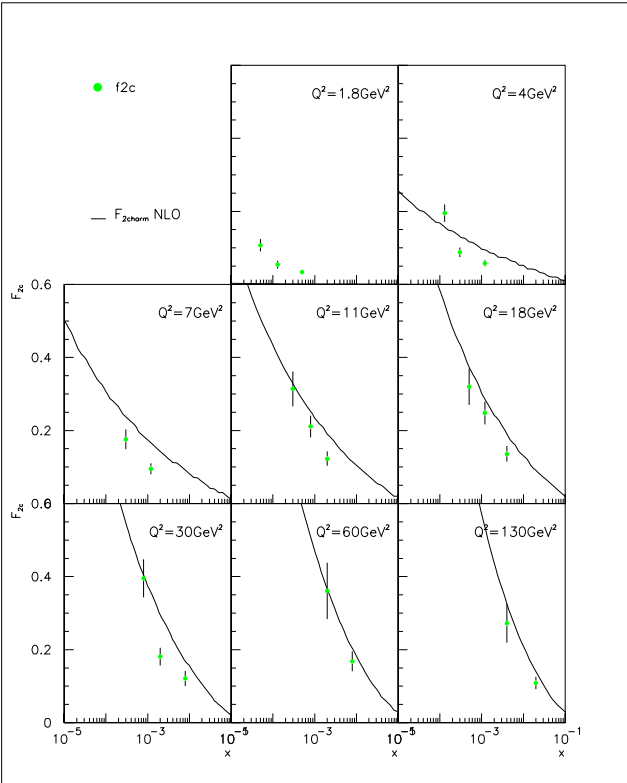 f2c
F2charm NLO
Q²=1.8GeV²
Q²=4GeV²
F2c
0.6
0.4
0.2
Q²=7GeV²
Q²=11GeV²
Q²=18GeV²
F2c
0.6
0.4
0.2
0
Q²=30GeV²
Q²=60GeV²
Q²=130GeV²
10⁻⁵ 10⁻³ 10⁻⁵ 10⁻³ 10⁻⁵ 10⁻³ 10⁻¹
x x x